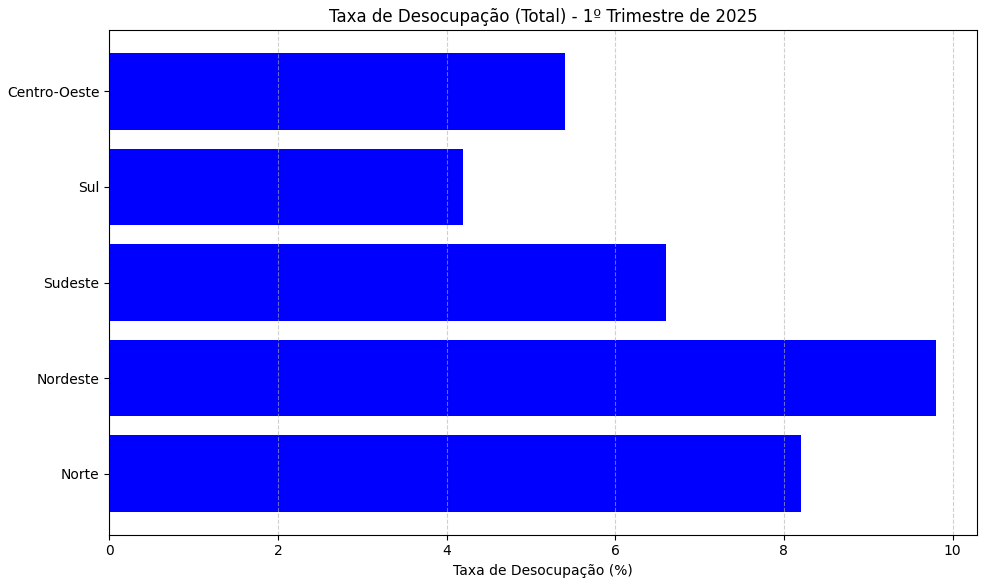 Taxa de Desocupação (Total) - 1º Trimestre de 2025
Centro-Oeste
Sul
Sudeste
Nordeste
Norte
0 2 4 6 8 10
Taxa de Desocupação (%)